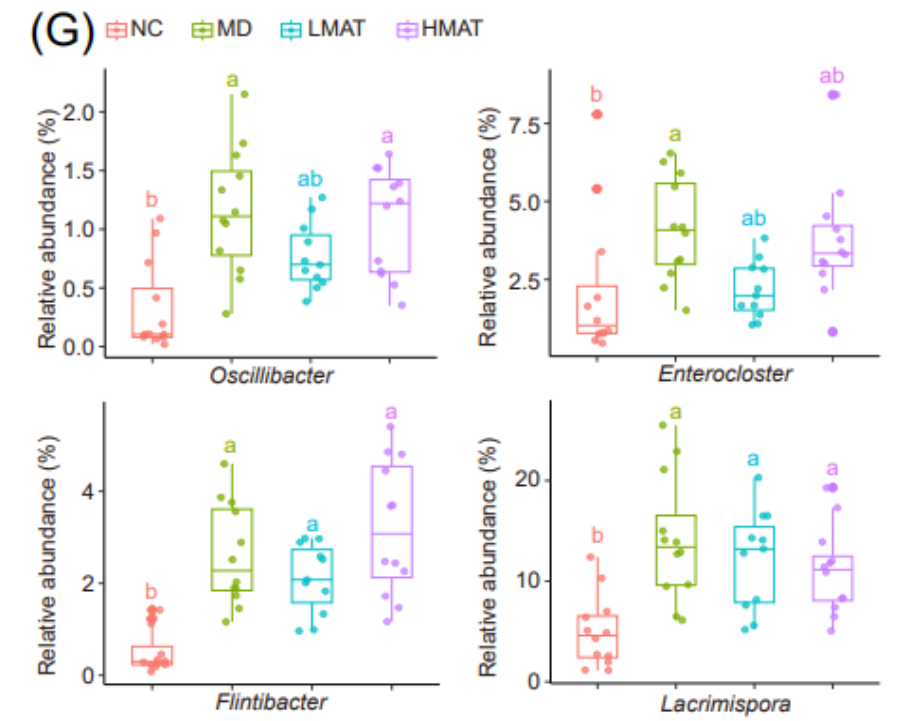 (G) NC MD LMAT HMAT
Relative abundance (%)
2.0
1.5
1.0
0.5
0.0
b
a
ab
a
Oscillibacter
Relative abundance (%)
7.5
5.0
2.5
b
a
ab
ab
Enterocloster
Relative abundance (%)
4
2
0
b
a
a
a
Flintibacter
Relative abundance (%)
20
10
0
b
a
a
a
Lacrimispora